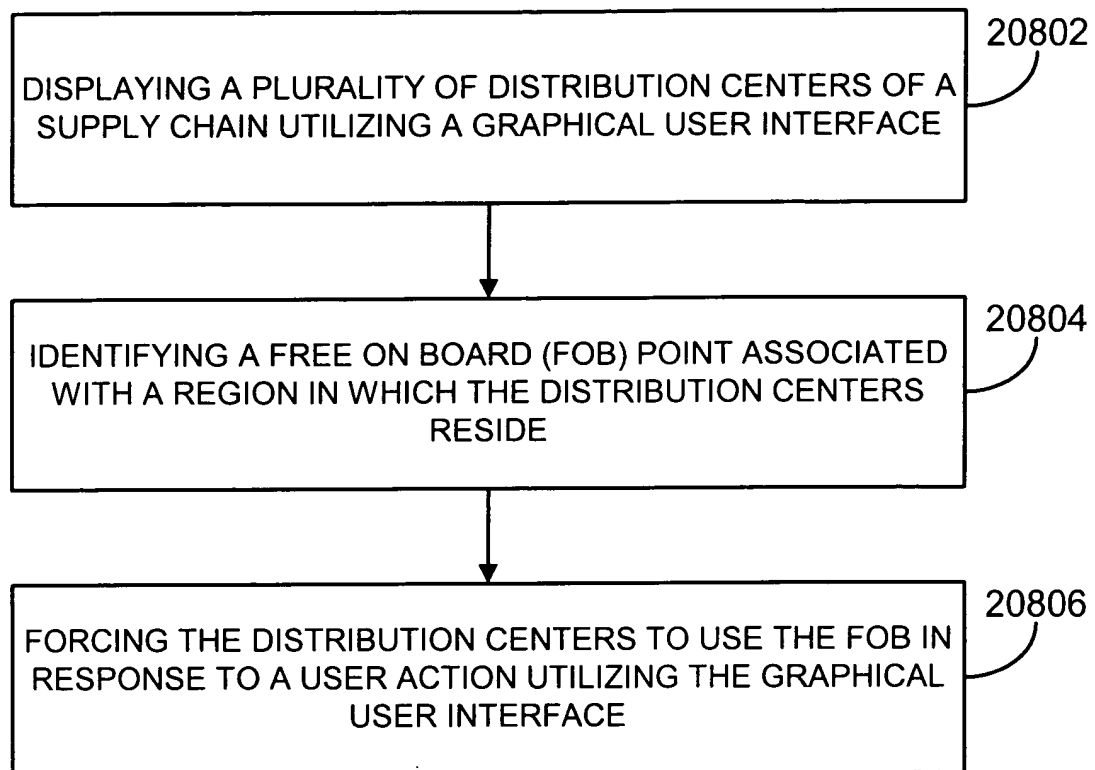 20802
DISPLAYING A PLURALITY OF DISTRIBUTION CENTERS OF A
SUPPLY CHAIN UTILIZING A GRAPHICAL USER INTERFACE
20804
IDENTIFYING A FREE ON BOARD (FOB) POINT ASSOCIATED
WITH A REGION IN WHICH THE DISTRIBUTION CENTERS
RESIDE
20806
FORCING THE DISTRIBUTION CENTERS TO USE THE FOB IN
RESPONSE TO A USER ACTION UTILIZING THE GRAPHICAL
USER INTERFACE